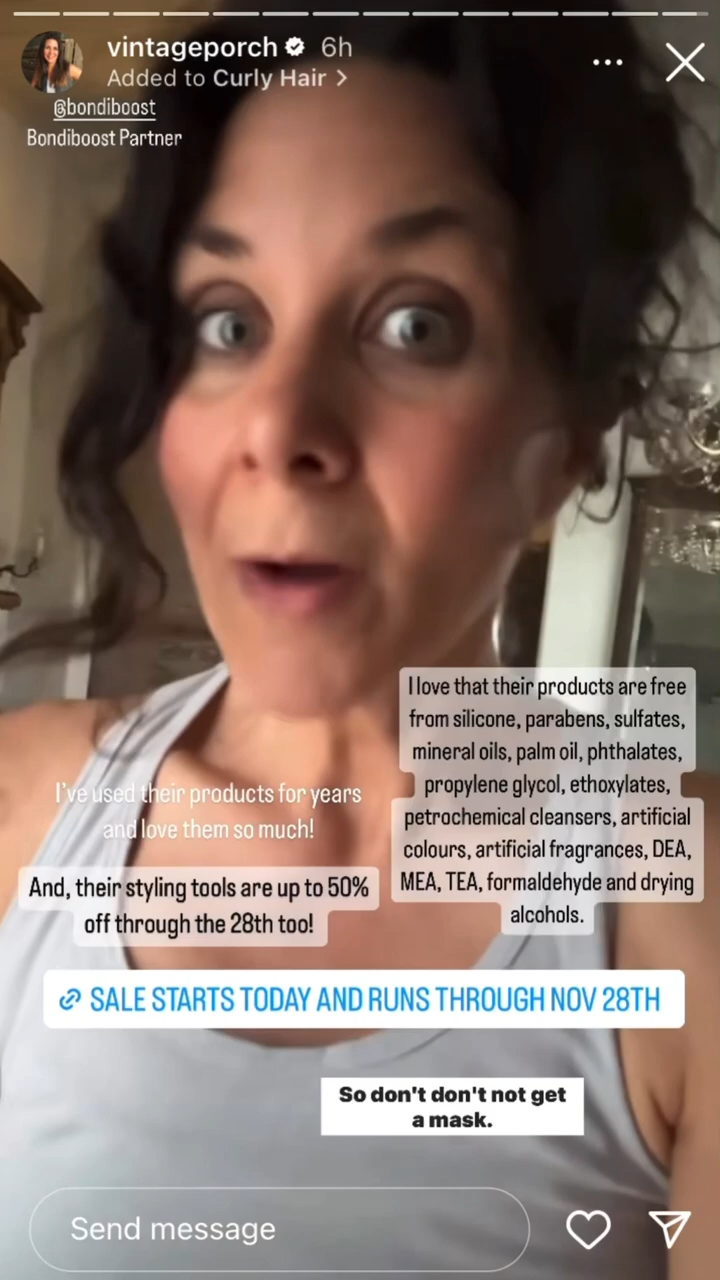 vintageporch 6h
Added to Curly Hair >
@bondiboost
Bondiboost Partner
I love that their products are free
from silicone, parabens, sulfates,
mineral oils, palm oil, phthalates,
propylene glycol, ethoxylates,
petrochemical cleansers, artificial
colours, artificial fragrances, DEA,
MEA, TEA, formaldehyde and drying
alcohols.
I've used their products for years
and love them so much!
And, their styling tools are up to 50%
off through the 28th too!
SALE STARTS TODAY AND RUNS THROUGH NOV 28TH
So don't don't not get
a mask.
Send message